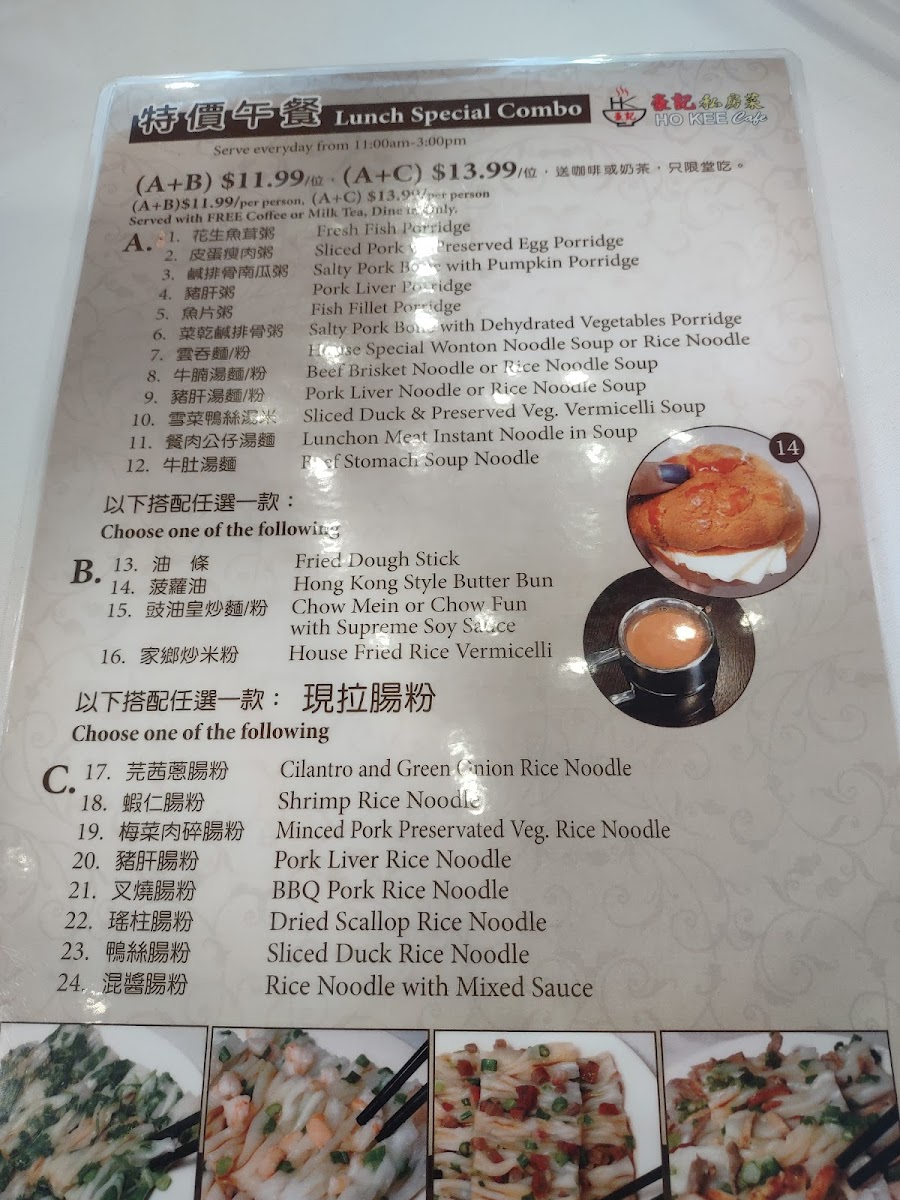 特價午餐 Lunch Special Combo
豪記私房菜
HO KEE Cafe
HK
豪記
Serve everyday from 11:00am-3:00pm
(A+B) $11.99/位，(A+C) $13.99/位，送咖啡或奶茶，只限堂吃。
(A+B)$11.99/per person, (A+C) $13.99/per person
Served with FREE Coffee or Milk Tea, Dine in Only.
A. 1. 花生魚茸粥 Fresh Fish Porridge
2. 皮蛋瘦肉粥 Sliced Pork Preserved Egg Porridge
3. 鹹排骨南瓜粥 Salty Pork Bone with Pumpkin Porridge
4. 豬肝粥 Pork Liver Porridge
5. 魚片粥 Fish Fillet Porridge
6. 菜乾鹹排骨粥 Salty Pork Bone with Dehydrated Vegetables Porridge
7. 雲吞麵/粉 House Special Wonton Noodle Soup or Rice Noodle
8. 牛腩湯麵/粉 Beef Brisket Noodle or Rice Noodle Soup
9. 豬肝湯麵/粉 Pork Liver Noodle or Rice Noodle Soup
10. 雪菜鴨絲湯米 Sliced Duck & Preserved Veg. Vermicelli Soup
11. 餐肉公仔湯麵 Lunchon Meat Instant Noodle in Soup
12. 牛肚湯麵 Beef Stomach Soup Noodle
14
以下搭配任選一款：
Choose one of the following
B. 13. 油 條 Fried Dough Stick
14. 菠蘿油 Hong Kong Style Butter Bun
15. 豉油皇炒麵/粉 Chow Mein or Chow Fun
with Supreme Soy Sauce
16. 家鄉炒米粉 House Fried Rice Vermicelli
以下搭配任選一款： 現拉腸粉
Choose one of the following
C. 17. 芫茜蔥腸粉 Cilantro and Green Onion Rice Noodle
18. 蝦仁腸粉 Shrimp Rice Noodle
19. 梅菜肉碎腸粉 Minced Pork Preservated Veg. Rice Noodle
20. 豬肝腸粉 Pork Liver Rice Noodle
21. 叉燒腸粉 BBQ Pork Rice Noodle
22. 瑤柱腸粉 Dried Scallop Rice Noodle
23. 鴨絲腸粉 Sliced Duck Rice Noodle
24. 混醬腸粉 Rice Noodle with Mixed Sauce